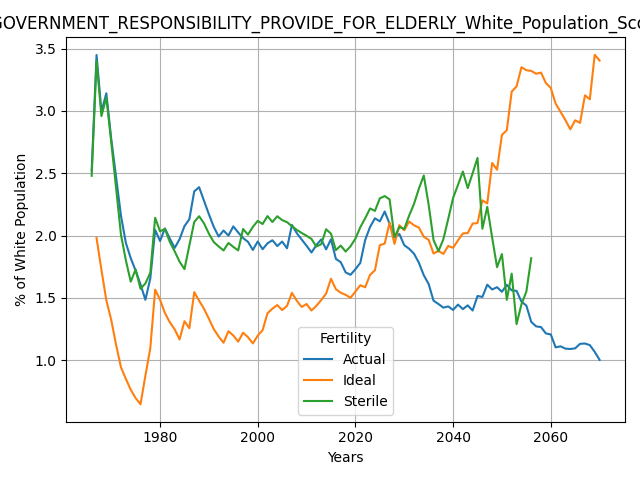 GOVERNMENT_RESPONSIBILITY_PROVIDE_FOR_ELDERLY_White_Population_Sco
3.5
3.0
2.5
2.0
1.5
1.0
% of White Population
1980 2000 2020 2040 2060
Years
Fertility
Actual
Ideal
Sterile